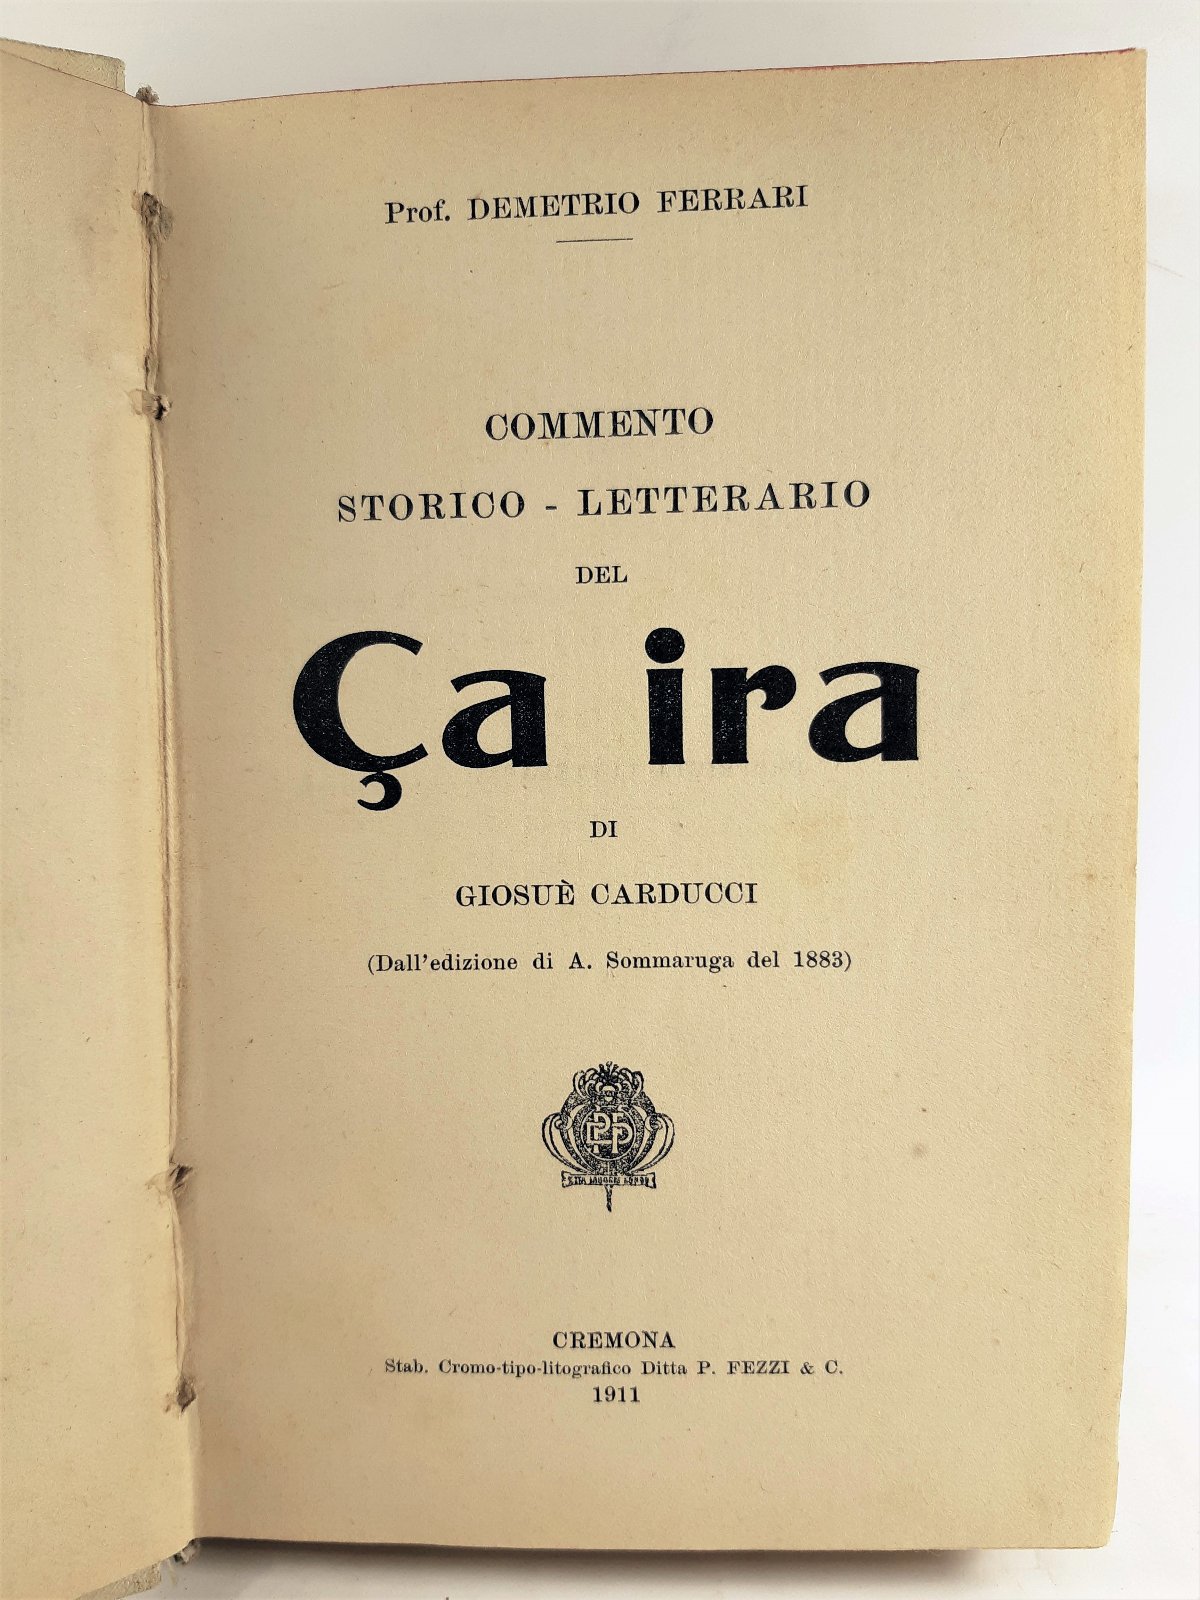 Prof. DEMETRIO FERRARI
COMMENTO
STORICO - LETTERARIO
DEL
Ça ira
DI
GIOSUÈ CARDUCCI
(Dall'edizione di A. Sommaruga del 1883)
CREMONA
Stab. Cromo-tipo-litografico Ditta P. FEZZI & C.
1911